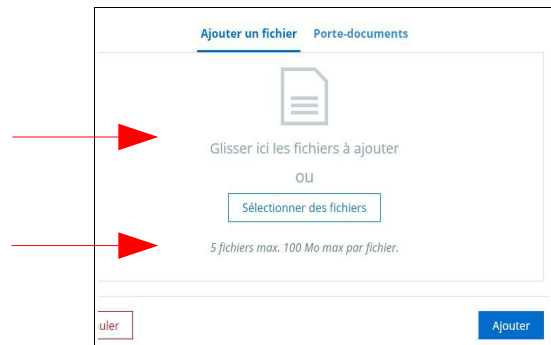 Ajouter un fichier Porte-documents
Glisser ici les fichiers à ajouter
ou
Sélectionner des fichiers
5 fichiers max. 100 Mo max par fichier.
uler Ajouter